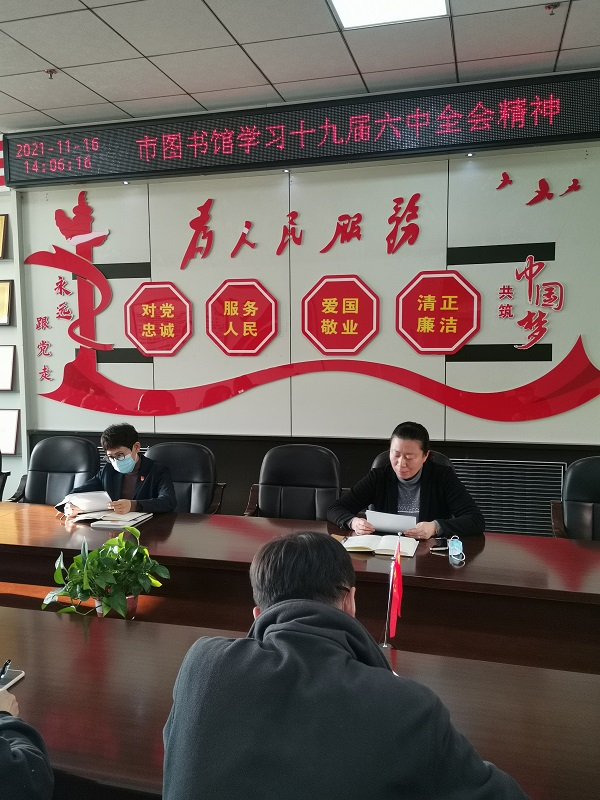 2021-11-16
14:06:16
市图书馆学习十九届六中全会精神
为人民服務
永远
跟党走
对党
忠诚
服务
人民
爱国
敬业
清正
廉洁
共筑
中国梦